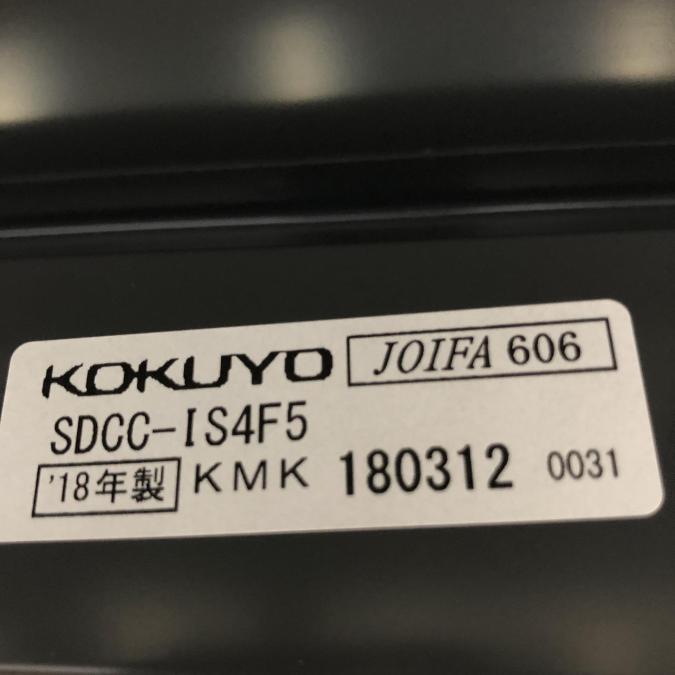 KOKUYO JOIFA 606
SDCC-IS4F5
'18年製 KMK 180312 0031